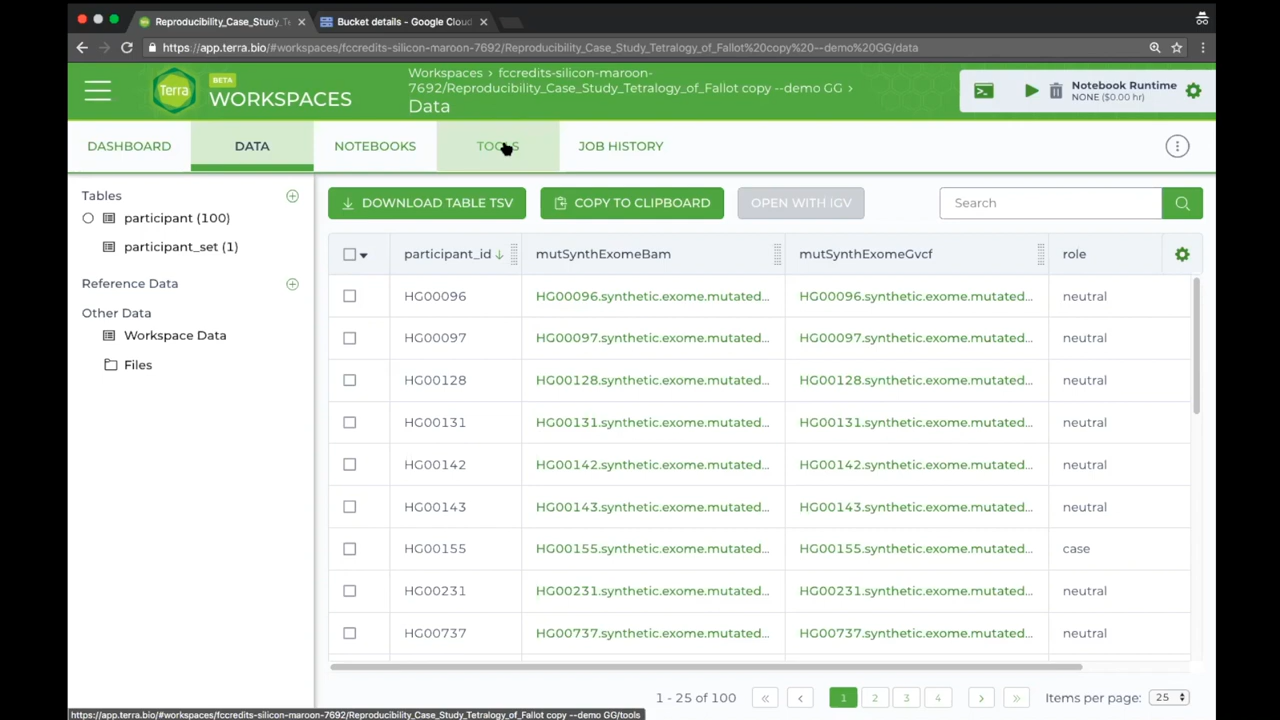 Reproducibility_Case_Study_Te
Bucket details - Google Cloud
https://app.terra.bio/#workspaces/fccredits-silicon-maroon-7692/Reproducibility_Case_Study_Tetralogy_of_Fallot%20copy%20--demo%20GG/data
Terra
BETA
WORKSPACES
Workspaces › fccredits-silicon-maroon-
7692/Reproducibility_Case_Study_Tetralogy_of_Fallot copy --demo GG ›
Data
Notebook Runtime
NONE ($0.00 hr)
DASHBOARD
DATA
NOTEBOOKS
TOOLS
JOB HISTORY
Tables
participant (100)
participant_set (1)
Reference Data
Other Data
Workspace Data
Files
DOWNLOAD TABLE TSV
COPY TO CLIPBOARD
OPEN WITH IGV
Search
participant_id ↓ mutSynthExomeBam mutSynthExomeGvcf role
HG00096 HG00096.synthetic.exome.mutated... HG00096.synthetic.exome.mutated... neutral
HG00097 HG00097.synthetic.exome.mutated... HG00097.synthetic.exome.mutated... neutral
HG00128 HG00128.synthetic.exome.mutated... HG00128.synthetic.exome.mutated... neutral
HG00131 HG00131.synthetic.exome.mutated... HG00131.synthetic.exome.mutated... neutral
HG00142 HG00142.synthetic.exome.mutated... HG00142.synthetic.exome.mutated... neutral
HG00143 HG00143.synthetic.exome.mutated... HG00143.synthetic.exome.mutated... neutral
HG00155 HG00155.synthetic.exome.mutated... HG00155.synthetic.exome.mutated... case
HG00231 HG00231.synthetic.exome.mutated... HG00231.synthetic.exome.mutated... neutral
HG00737 HG00737.synthetic.exome.mutated... HG00737.synthetic.exome.mutated... neutral
1 - 25 of 100 « ‹ 1 2 3 4 › » Items per page: 25
https://app.terra.bio/#workspaces/fccredits-silicon-maroon-7692/Reproducibility_Case_Study_Tetralogy_of_Fallot copy --demo GG/tools